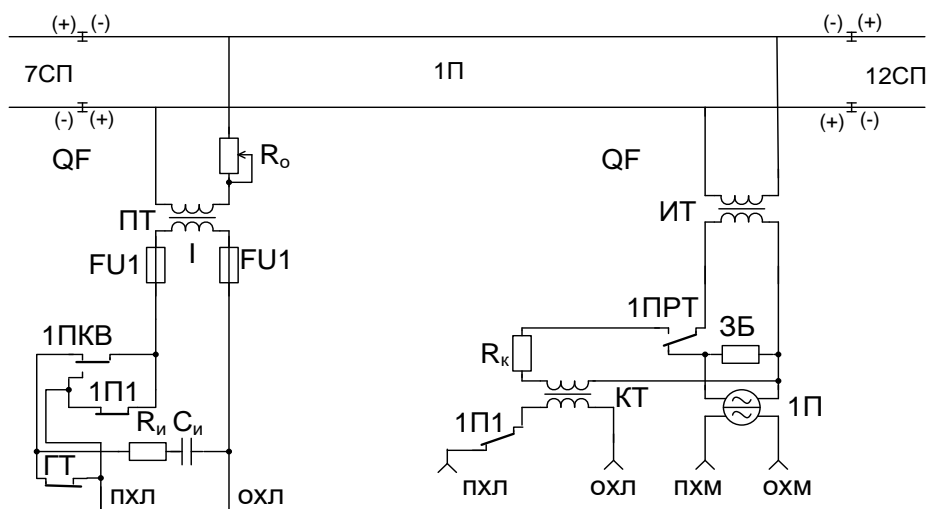 (+) (-)
(-) (+)
7СП
1П
12СП
(-) (+)
(+) (-)
QF
Rо
QF
ПТ
ИТ
FU1
I
FU1
1ПКВ
1ПРТ
ЗБ
Rк
1П1
КТ
1П
Rи Cи
1П1
ГТ
ПХЛ
ОХЛ
ПХЛ
ОХЛ
ПХМ
ОХМ